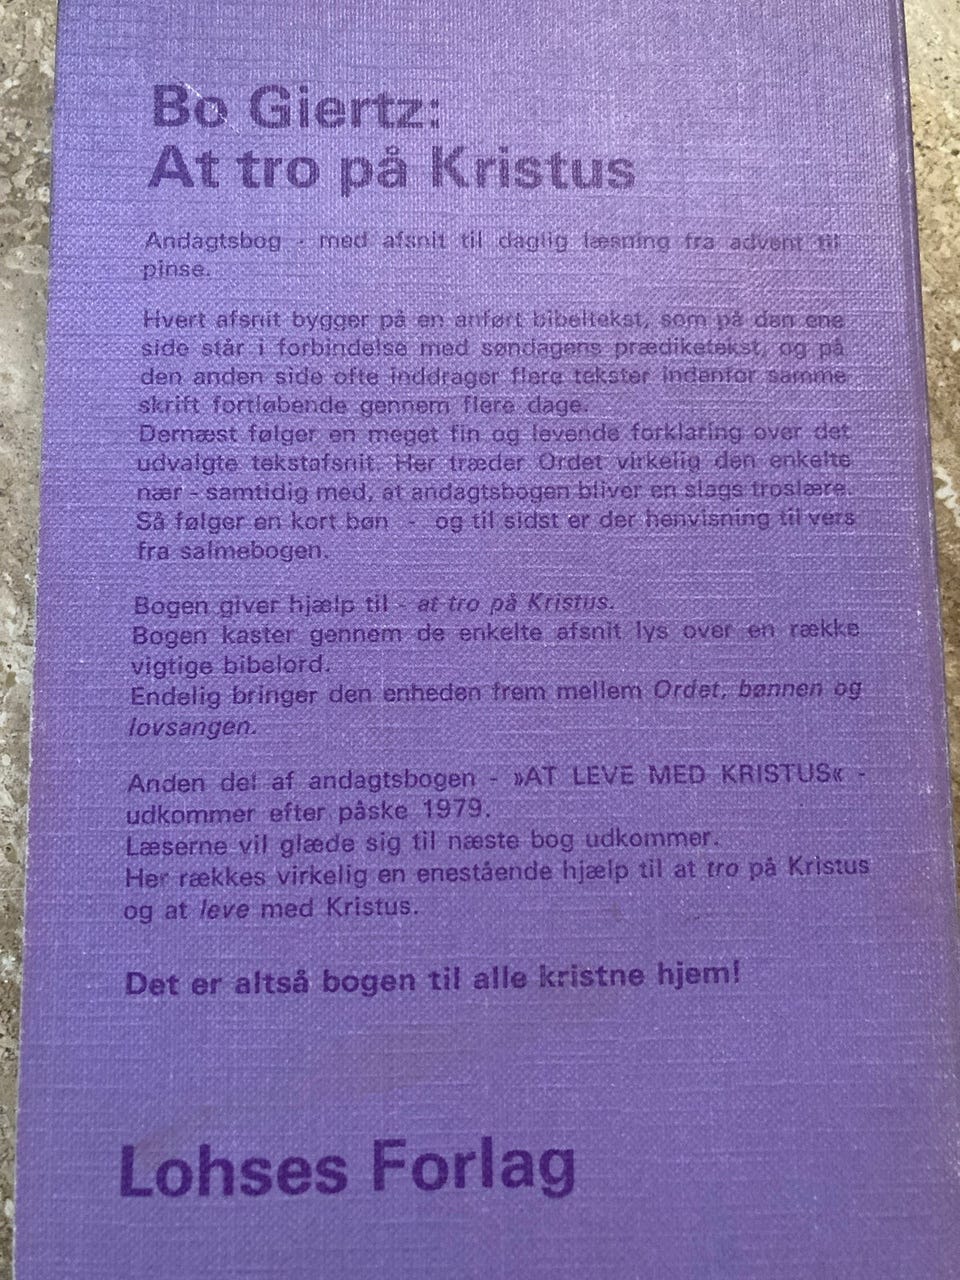 Bo Giertz:
At tro på Kristus
Andagtsbog - med afsnit til daglig læsning fra advent til
pinse.
Hvert afsnit bygger på en anført bibeltekst, som på den ene
side står i forbindelse med søndagens prædiketekst, og på
den anden side ofte inddrager flere tekster indenfor samme
skrift fortløbende gennem flere dage.
Dernæst følger en meget fin og levende forklaring over det
udvalgte tekstafsnit. Her træder Ordet virkelig den enkelte
nær - samtidig med, at andagtsbogen bliver en slags troslære.
Så følger en kort bøn - og til sidst er der henvisning til vers
fra salmebogen.
Bogen giver hjælp til - at tro på Kristus.
Bogen kaster gennem de enkelte afsnit lys over en række
vigtige bibelord.
Endelig bringer den enheden frem mellem Ordet, bønnen og
lovsangen.
Anden del af andagtsbogen - »AT LEVE MED KRISTUS« -
udkommer efter påske 1979.
Læserne vil glæde sig til næste bog udkommer.
Her rækkes virkelig en enestående hjælp til at tro på Kristus
og at leve med Kristus.
Det er altså bogen til alle kristne hjem!
Lohses Forlag